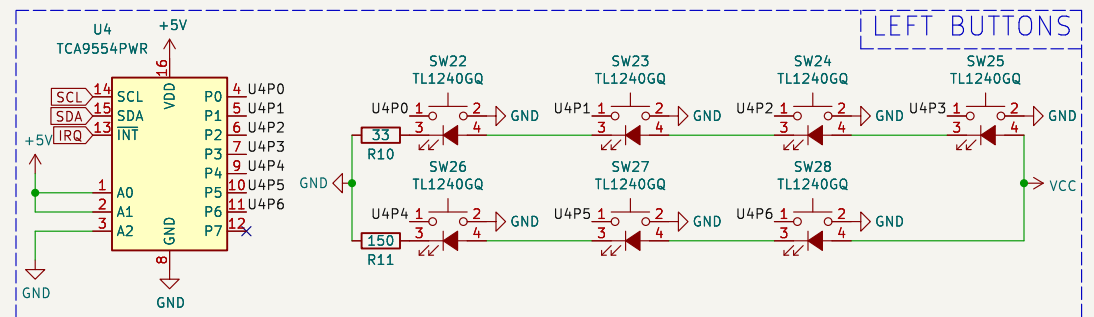 LEFT BUTTONS
U4
TCA9554PWR
+5V
16
VDD
SCL 14 SCL P0 4 U4P0
SDA 15 SDA P1 5 U4P1
IRQ 13 INT P2 6 U4P2
P3 7 U4P3
P4 9 U4P4
+5V
1 A0 P5 10 U4P5
2 A1 P6 11 U4P6
3 A2 P7 12
GND
8
GND
GND
SW22
TL1240GQ
U4P0 1 2 GND
3 4
SW23
TL1240GQ
U4P1 1 2 GND
3 4
SW24
TL1240GQ
U4P2 1 2 GND
3 4
SW25
TL1240GQ
U4P3 1 2 GND
3 4
33
R10
GND
VCC
SW26
TL1240GQ
U4P4 1 2 GND
3 4
SW27
TL1240GQ
U4P5 1 2 GND
3 4
SW28
TL1240GQ
U4P6 1 2 GND
3 4
150
R11